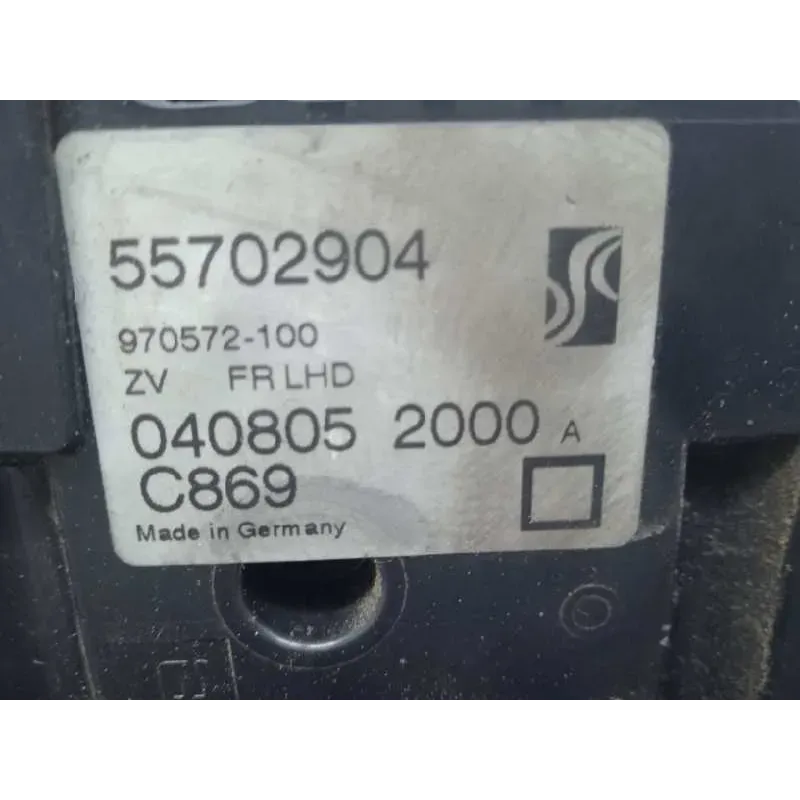 55702904
970572-100
ZV FR LHD
040805 2000 A
C869
Made in Germany